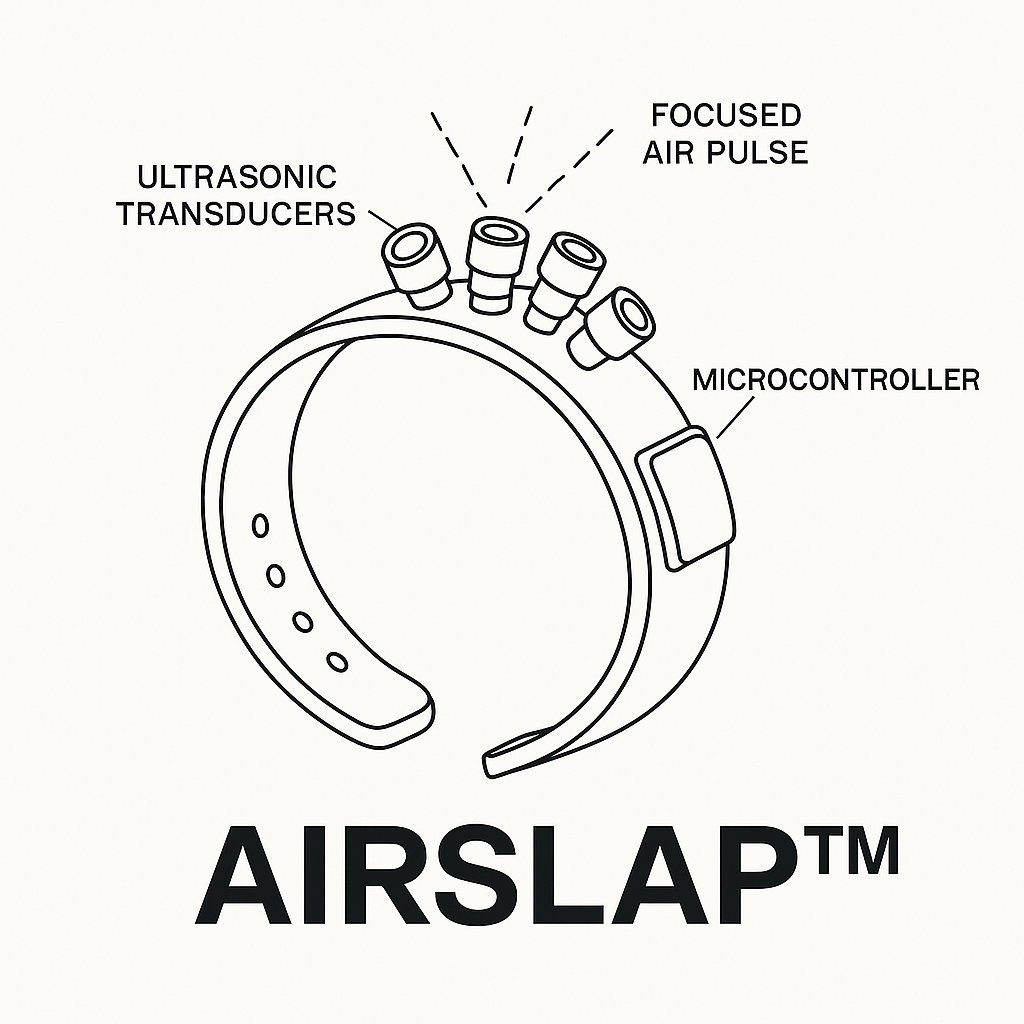 FOCUSED
AIR PULSE
ULTRASONIC
TRANSDUCERS
MICROCONTROLLER
AIRSLAP™